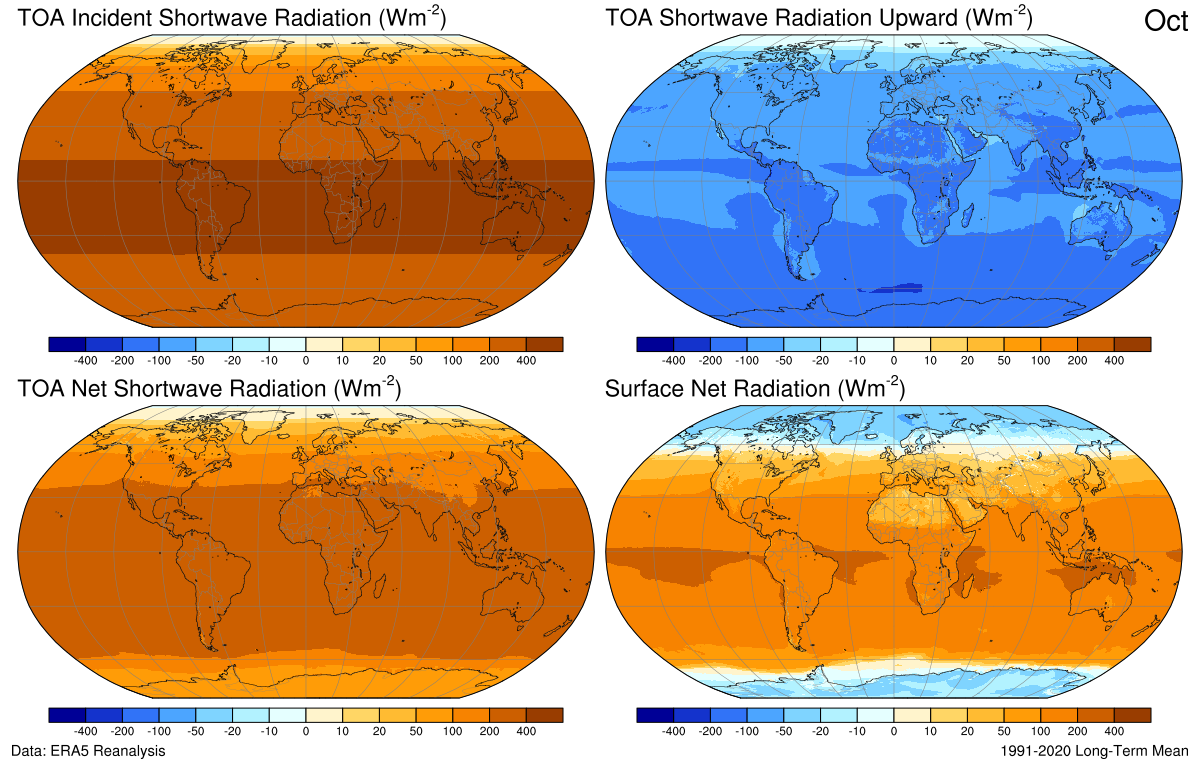 TOA Incident Shortwave Radiation (Wm-2)
TOA Shortwave Radiation Upward (Wm-2)
Oct
-400 -200 -100 -50 -20 -10 0 10 20 50 100 200 400
-400 -200 -100 -50 -20 -10 0 10 20 50 100 200 400
TOA Net Shortwave Radiation (Wm-2)
Surface Net Radiation (Wm-2)
-400 -200 -100 -50 -20 -10 0 10 20 50 100 200 400
-400 -200 -100 -50 -20 -10 0 10 20 50 100 200 400
Data: ERA5 Reanalysis
1991-2020 Long-Term Mean